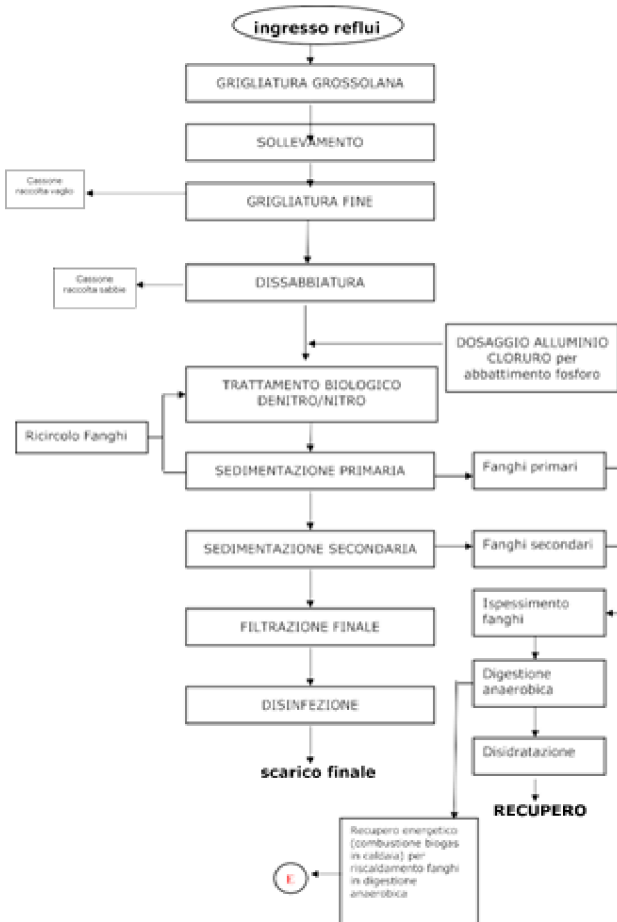 ingresso reflui
GRIGLIATURA GROSSOLANA
SOLLEVAMENTO
Cassone
raccolta vaglio
GRIGLIATURA FINE
Cassone
raccolta sabbie
DISSABBIATURA
DOSAGGIO ALLUMINIO
CLORURO per
abbattimento fosforo
TRATTAMENTO BIOLOGICO
DENITRO/NITRO
Ricircolo Fanghi
SEDIMENTAZIONE PRIMARIA
Fanghi primari
SEDIMENTAZIONE SECONDARIA
Fanghi secondari
Ispessimento
fanghi
FILTRAZIONE FINALE
Digestione
anaerobica
DISINFEZIONE
Disidratazione
scarico finale
RECUPERO
Recupero energetico
(combustione biogas
in caldaia) per
riscaldamento fanghi
in digestione
anaerobica
E